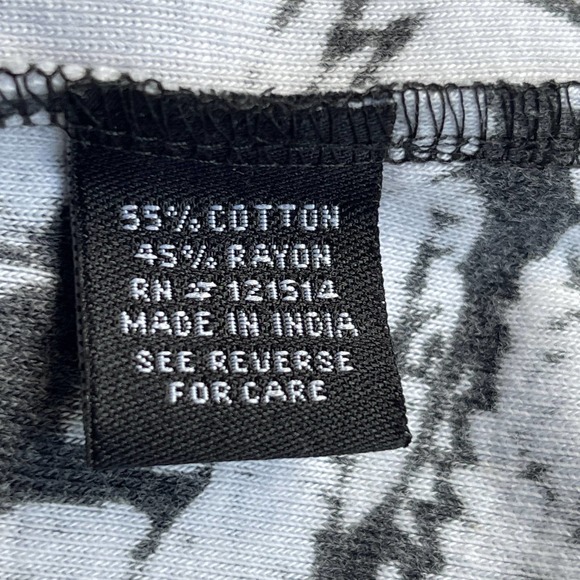 55% COTTON
45% RAYON
RN # 121514
MADE IN INDIA
SEE REVERSE
FOR CARE